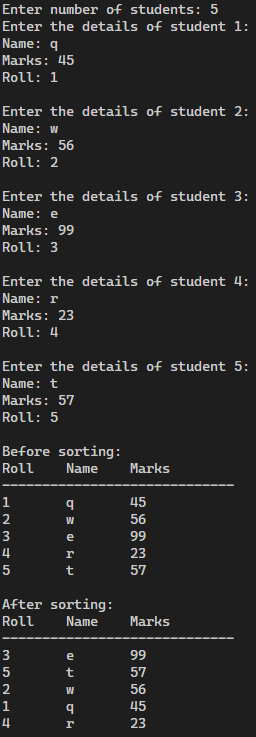 Enter number of students: 5
Enter the details of student 1:
Name: q
Marks: 45
Roll: 1

Enter the details of student 2:
Name: w
Marks: 56
Roll: 2

Enter the details of student 3:
Name: e
Marks: 99
Roll: 3

Enter the details of student 4:
Name: r
Marks: 23
Roll: 4

Enter the details of student 5:
Name: t
Marks: 57
Roll: 5

Before sorting:
Roll    Name    Marks
-----------------------------
1       q       45
2       w       56
3       e       99
4       r       23
5       t       57

After sorting:
Roll    Name    Marks
-----------------------------
3       e       99
5       t       57
2       w       56
1       q       45
4       r       23